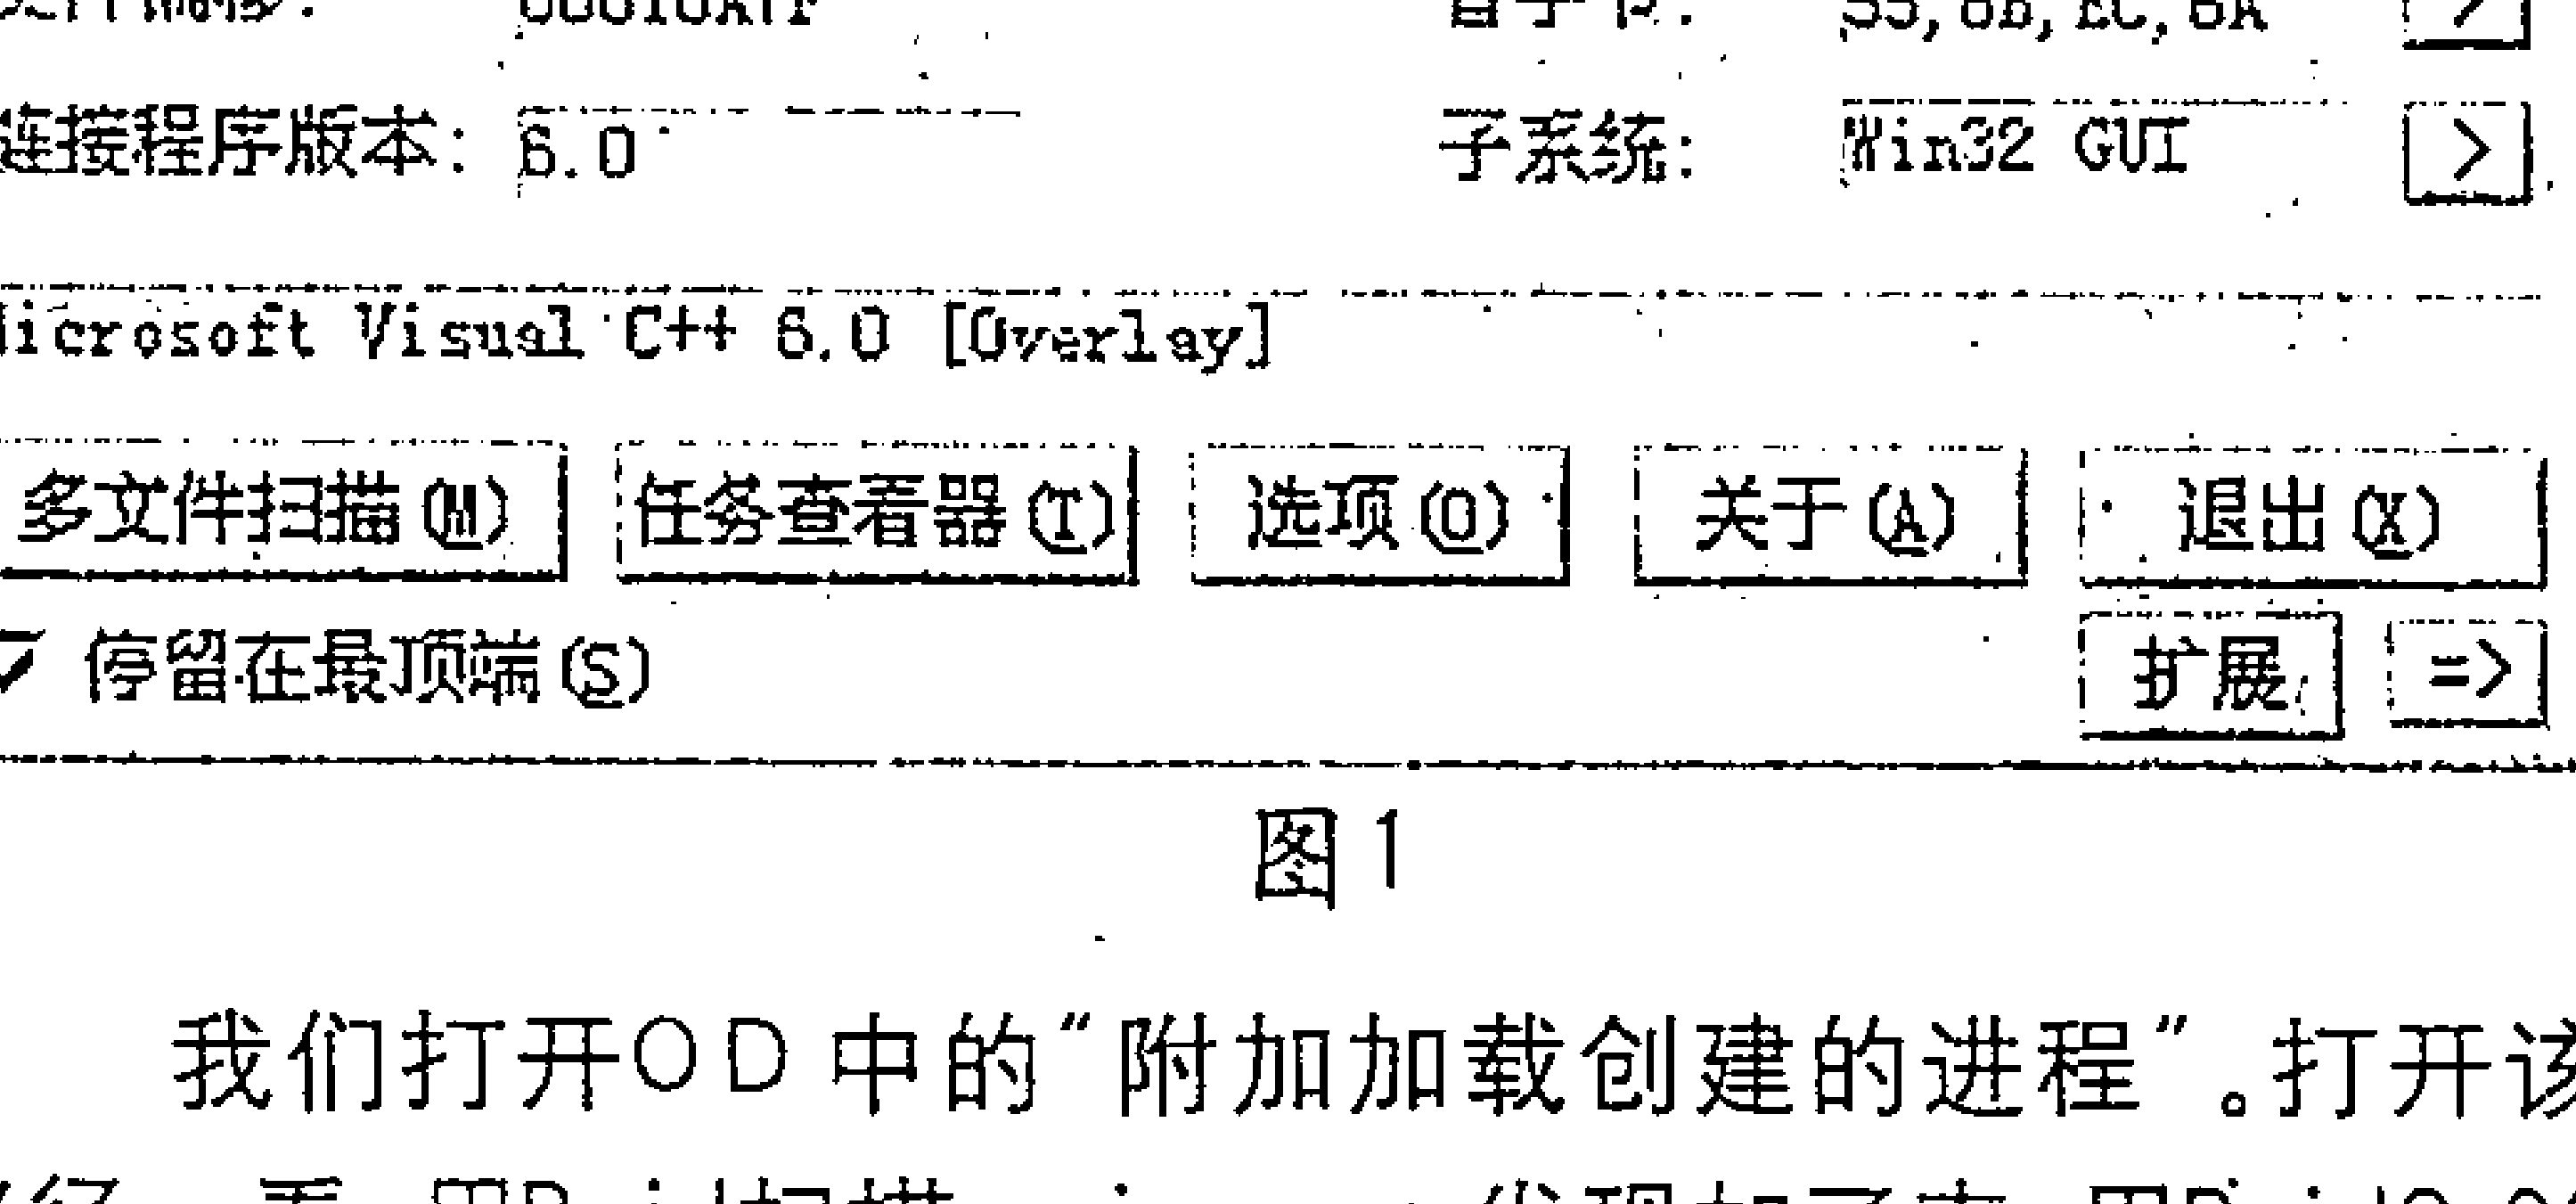 连接程序版本: 6.0 子系统: Win32 GUI >
Microsoft Visual C++ 6.0 [Overlay]
多文件扫描(M) 任务查看器(T) 选项(O) 关于(A) 退出(X)
停留在最顶端(S) 扩展 =>
图1
我们打开OD中的“附加加载创建的进程”。打开该